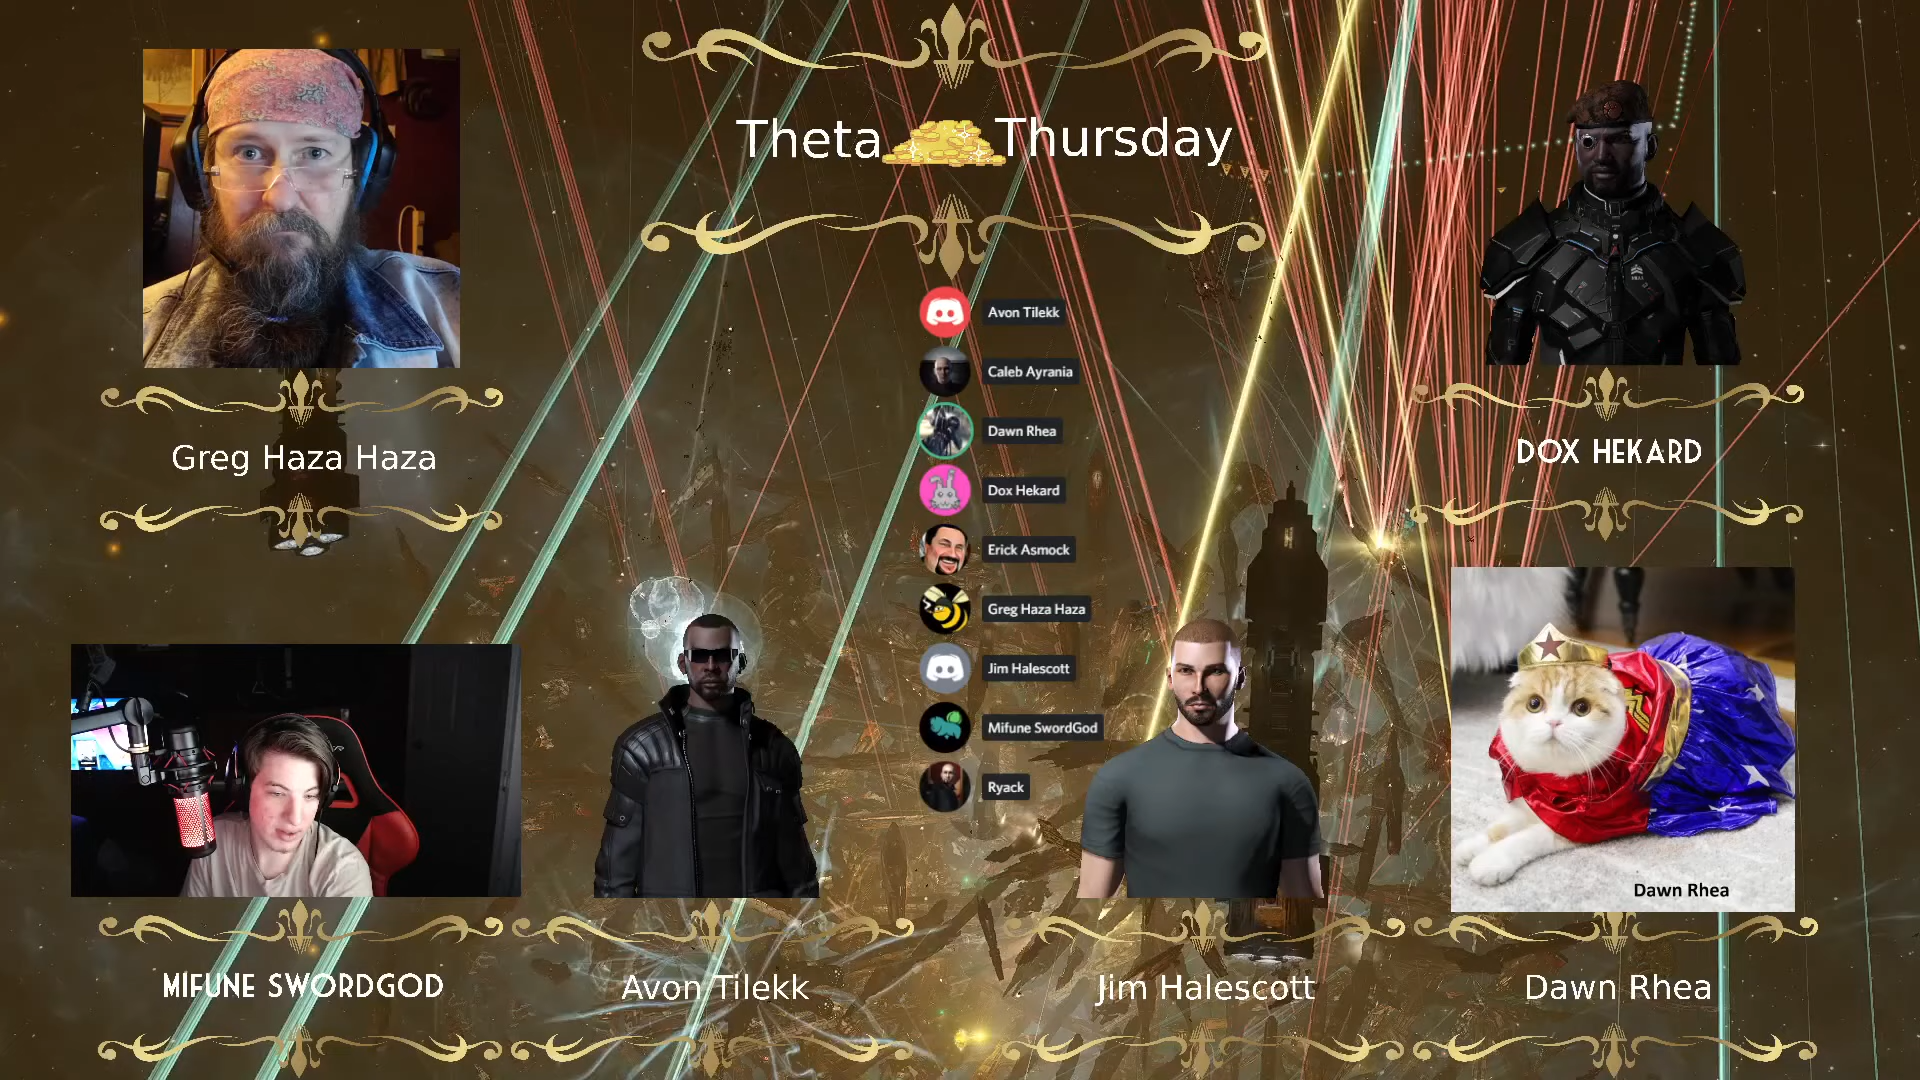 Theta Thursday
Avon Tilekk
Caleb Ayrania
Dawn Rhea
Dox Hekard
Erick Asmock
Greg Haza Haza
Jim Halescott
Mifune SwordGod
Ryack
Greg Haza Haza
DOX HEKARD
Dawn Rhea
MIFUNE SWORDGOD
Avon Tilekk
Jim Halescott
Dawn Rhea